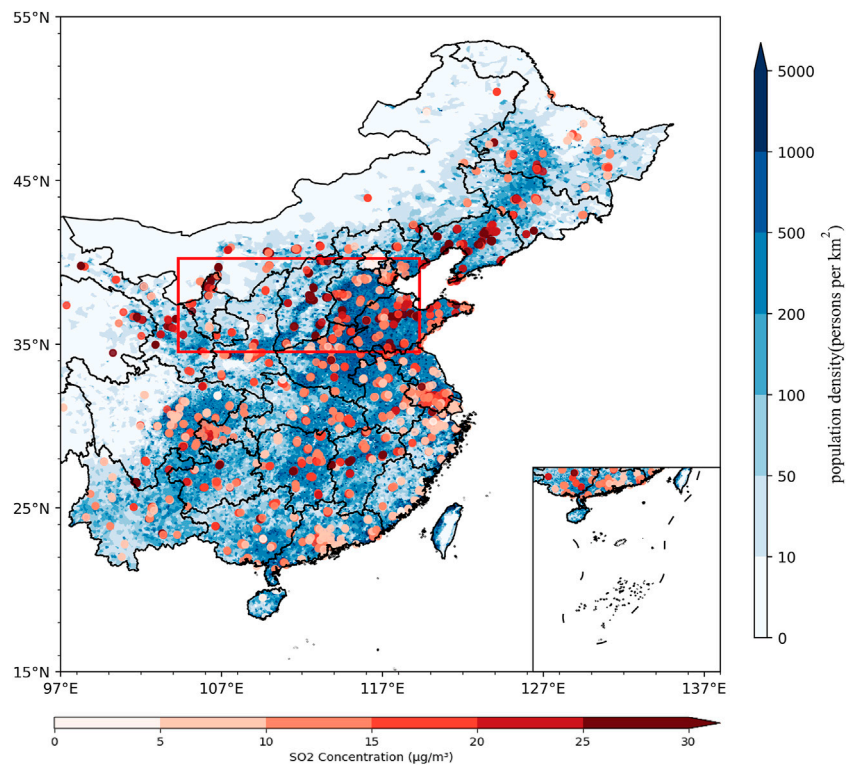 55°N
45°N
35°N
25°N
15°N
97°E 107°E 117°E 127°E 137°E
5000
1000
500
200
100
50
10
0
population density(persons per km²)
0 5 10 15 20 25 30
SO2 Concentration (μg/m³)